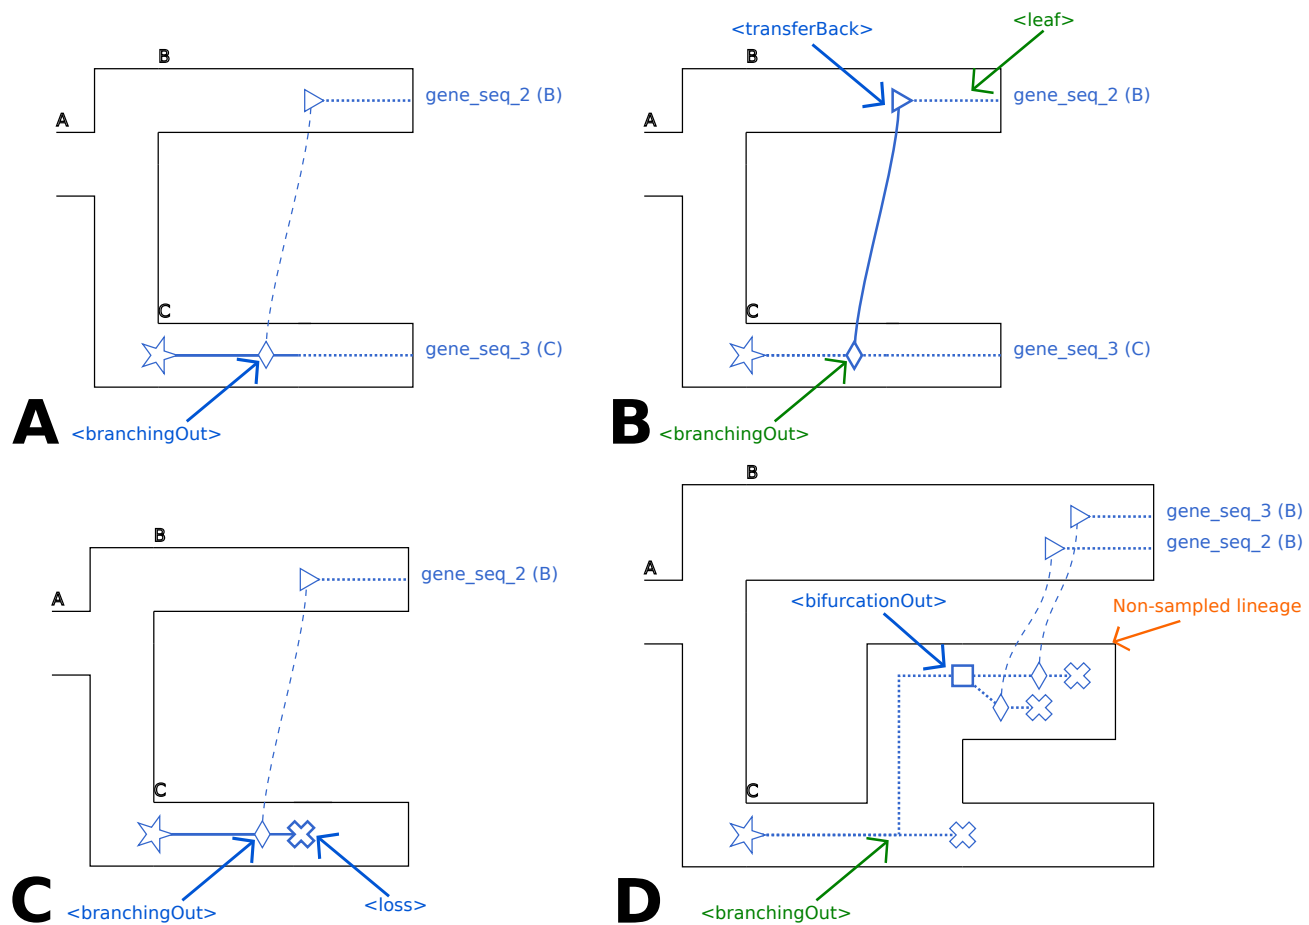 B
A
gene_seq_2 (B)
C
gene_seq_3 (C)
<branchingOut>
A
<transferBack>
<leaf>
B
A
gene_seq_2 (B)
C
gene_seq_3 (C)
<branchingOut>
B
B
A
gene_seq_2 (B)
C
<branchingOut>
<loss>
C
B
gene_seq_3 (B)
gene_seq_2 (B)
A
<bifurcationOut>
Non-sampled lineage
C
<branchingOut>
D